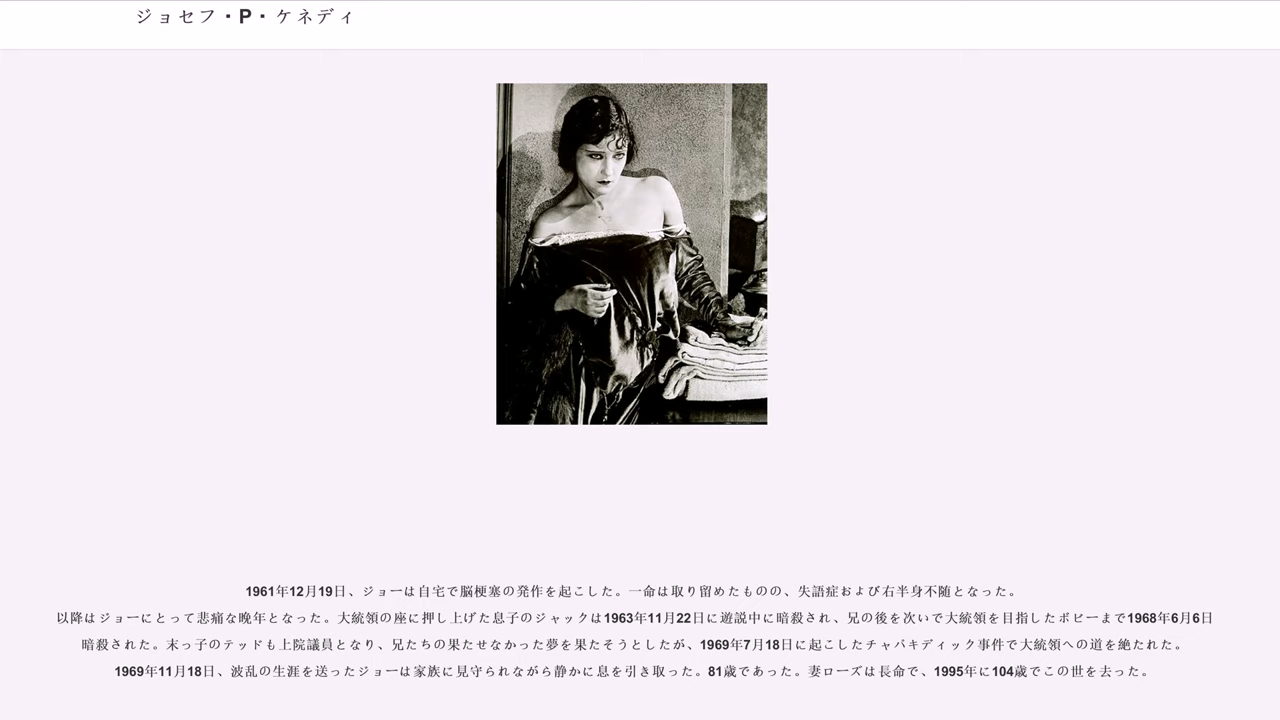 ジョセフ・P・ケネディ
1961年12月19日、ジョーは自宅で脳梗塞の発作を起こした。一命は取り留めたものの、失語症および右半身不随となった。
以降はジョーにとって悲痛な晩年となった。大統領の座に押し上げた息子のジャックは1963年11月22日に遊説中に暗殺され、兄の後を次いで大統領を目指したボビーまで1968年6月6日
暗殺された。末っ子のテッドも上院議員となり、兄たちの果たせなかった夢を果たそうとしたが、1969年7月18日に起こしたチャパキディック事件で大統領への道を絶たれた。
1969年11月18日、波乱の生涯を送ったジョーは家族に見守られながら静かに息を引き取った。81歳であった。妻ローズは長命で、1995年に104歳でこの世を去った。